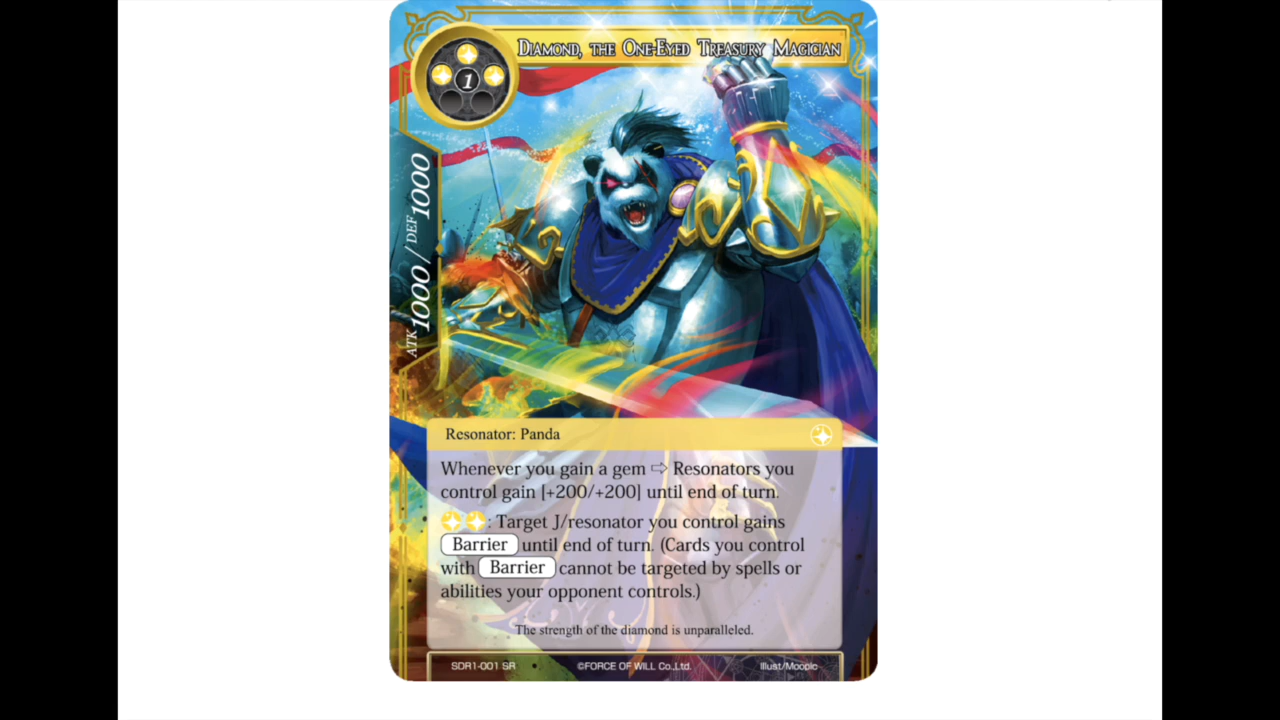 DIAMOND, THE ONE-EYED TREASURY MAGICIAN
1
ATK 1000 / DEF 1000
Resonator: Panda
Whenever you gain a gem ⇨ Resonators you
control gain [+200/+200] until end of turn.
: Target J/resonator you control gains
Barrier until end of turn. (Cards you control
with Barrier cannot be targeted by spells or
abilities your opponent controls.)
The strength of the diamond is unparalleled.
SDR1-001 SR • ©FORCE OF WILL Co.,Ltd. Illust/Moopic